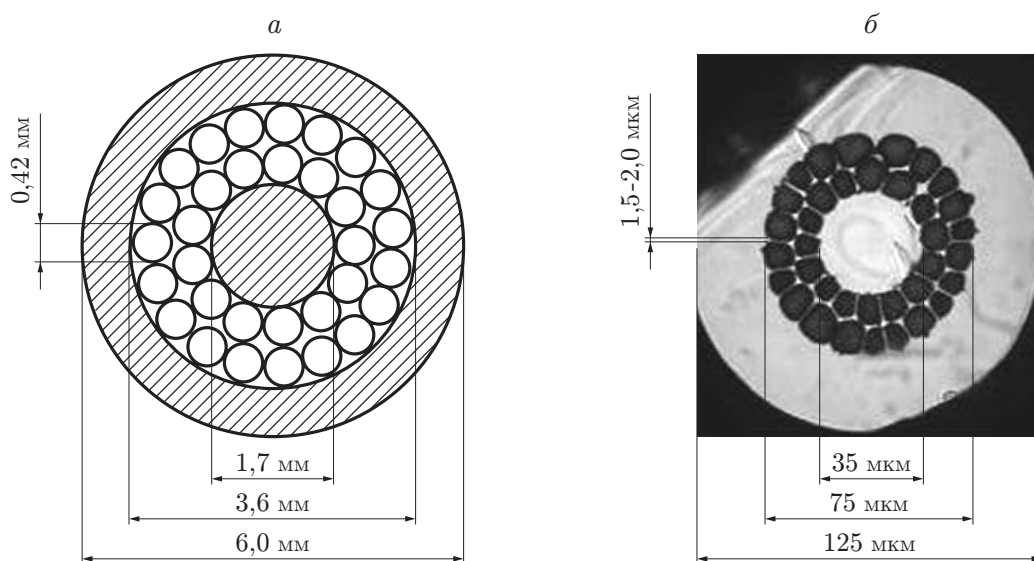 а
б
0,42 мм
1,5-2,0 мкм
1,7 мм
3,6 мм
6,0 мм
35 мкм
75 мкм
125 мкм